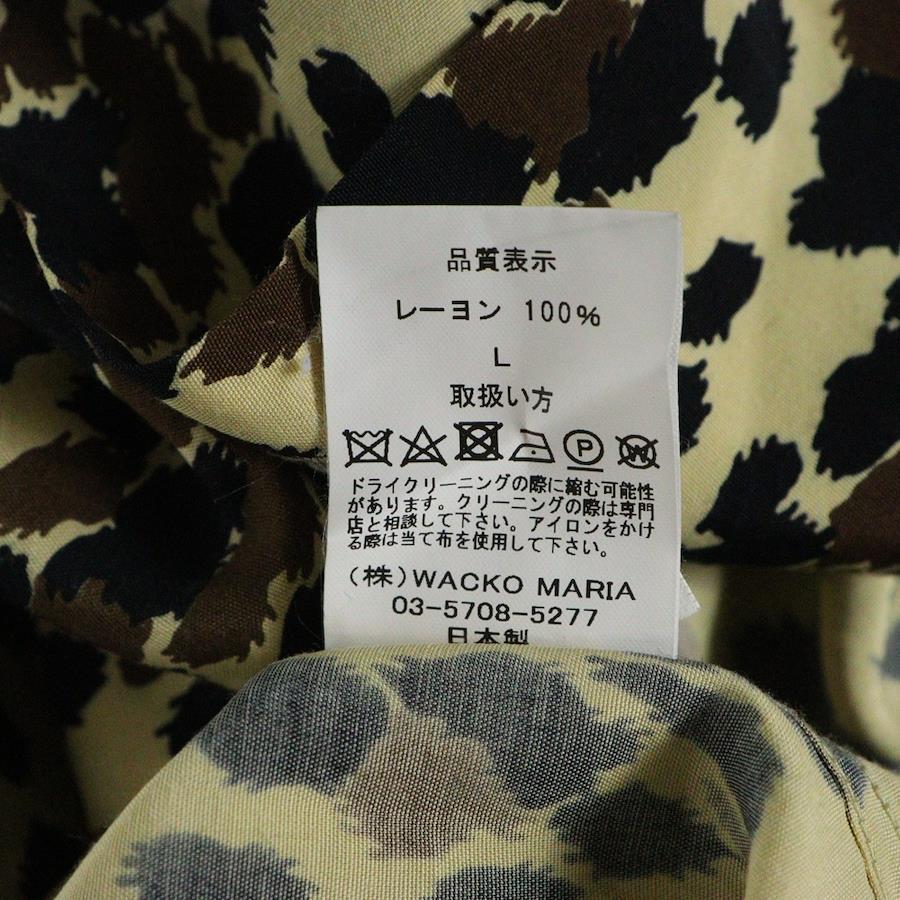 品質表示
レーヨン 100%
L
取扱い方
P W
ドライクリーニングの際に縮む可能性
があります。クリーニングの際は専門
店と相談して下さい。アイロンをかけ
る際は当て布を使用して下さい。
(株)WACKO MARIA
03-5708-5277
日本製